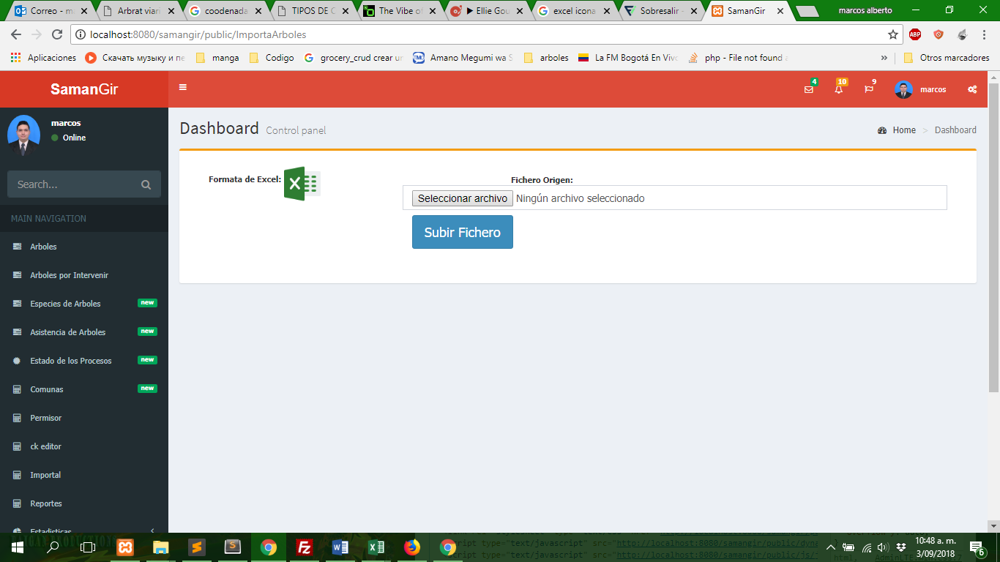 Correo - ma
Arbrat viari
coodenada
TIPOS DE C
The Vibe of
Ellie Gou
excel icona
Sobresalir -
SamanGir
marcos alberto
localhost:8080/samangir/public/ImportaArboles
ABP
Aplicaciones
Скачать музыку и пе
manga
Codigo
grocery_crud crear un
Amano Megumi wa S
arboles
La FM Bogotá En Vivo
php - File not found a
»
Otros marcadores
SamanGir
4
10
9
marcos
marcos
Online
Dashboard Control panel
Home > Dashboard
Search...
Formata de Excel:
Fichero Origen:
Seleccionar archivo Ningún archivo seleccionado
Subir Fichero
MAIN NAVIGATION
Arboles
Arboles por Intervenir
Especies de Arboles new
Asistencia de Arboles new
Estado de los Procesos new
Comunas new
Permisor
ck editor
Importal
Reportes
Estadisticas
script type="text/javascript" src="http://localhost:8080/samangir/public/dyna
script type="text/javascript" src="http://localhost:8080/samangir/public/js/
10:48 a. m.
3/09/2018
6